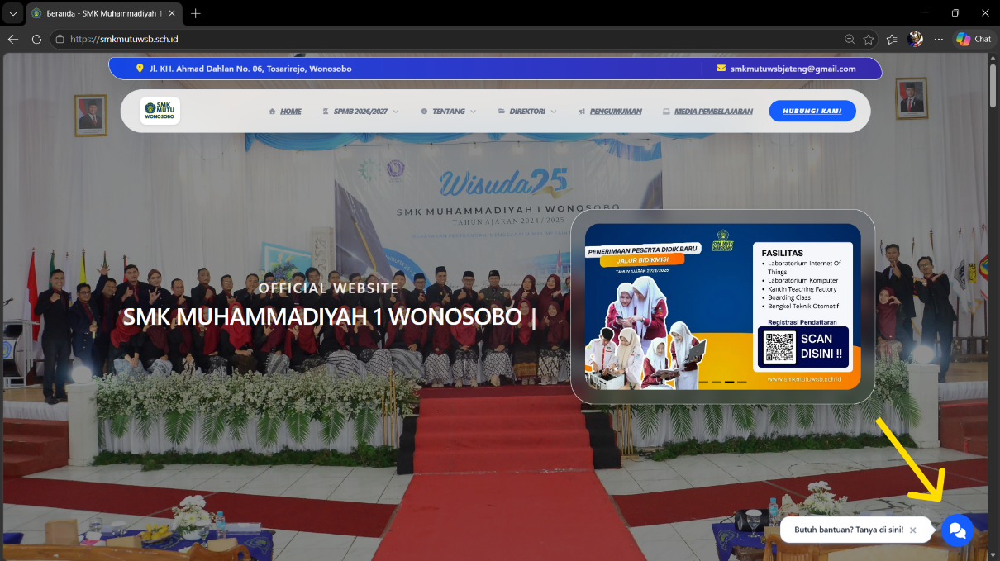 Beranda - SMK Muhammadiyah 1
https://smkmutuwsb.sch.id
Chat
Jl. KH. Ahmad Dahlan No. 06, Tosarirejo, Wonosobo
smkmutuwsbjateng@gmail.com
SMK
MUTU
WONOSOBO
HOME
SPMB 2026/2027
TENTANG
DIREKTORI
PENGUMUMAN
MEDIA PEMBELAJARAN
HUBUNGI KAMI
Wisuda25
SMK MUHAMMADIYAH 1 WONOSOBO
TAHUN AJARAN 2024 / 2025
OFFICIAL WEBSITE
SMK MUHAMMADIYAH 1 WONOSOBO |
PENERIMAAN PESERTA DIDIK BARU
JALUR BIDIKMISI
TAHUN AJARAN 2024/2025
FASILITAS
• Laboratorium Internet Of
Things
• Laboratorium Komputer
• Kantin Teaching Factory
• Boarding Class
• Bengkel Teknik Otomotif
Registrasi Pendaftaran
SCAN
DISINI !!
www.smkmutuwsb.sch.id
Butuh bantuan? Tanya di sini!